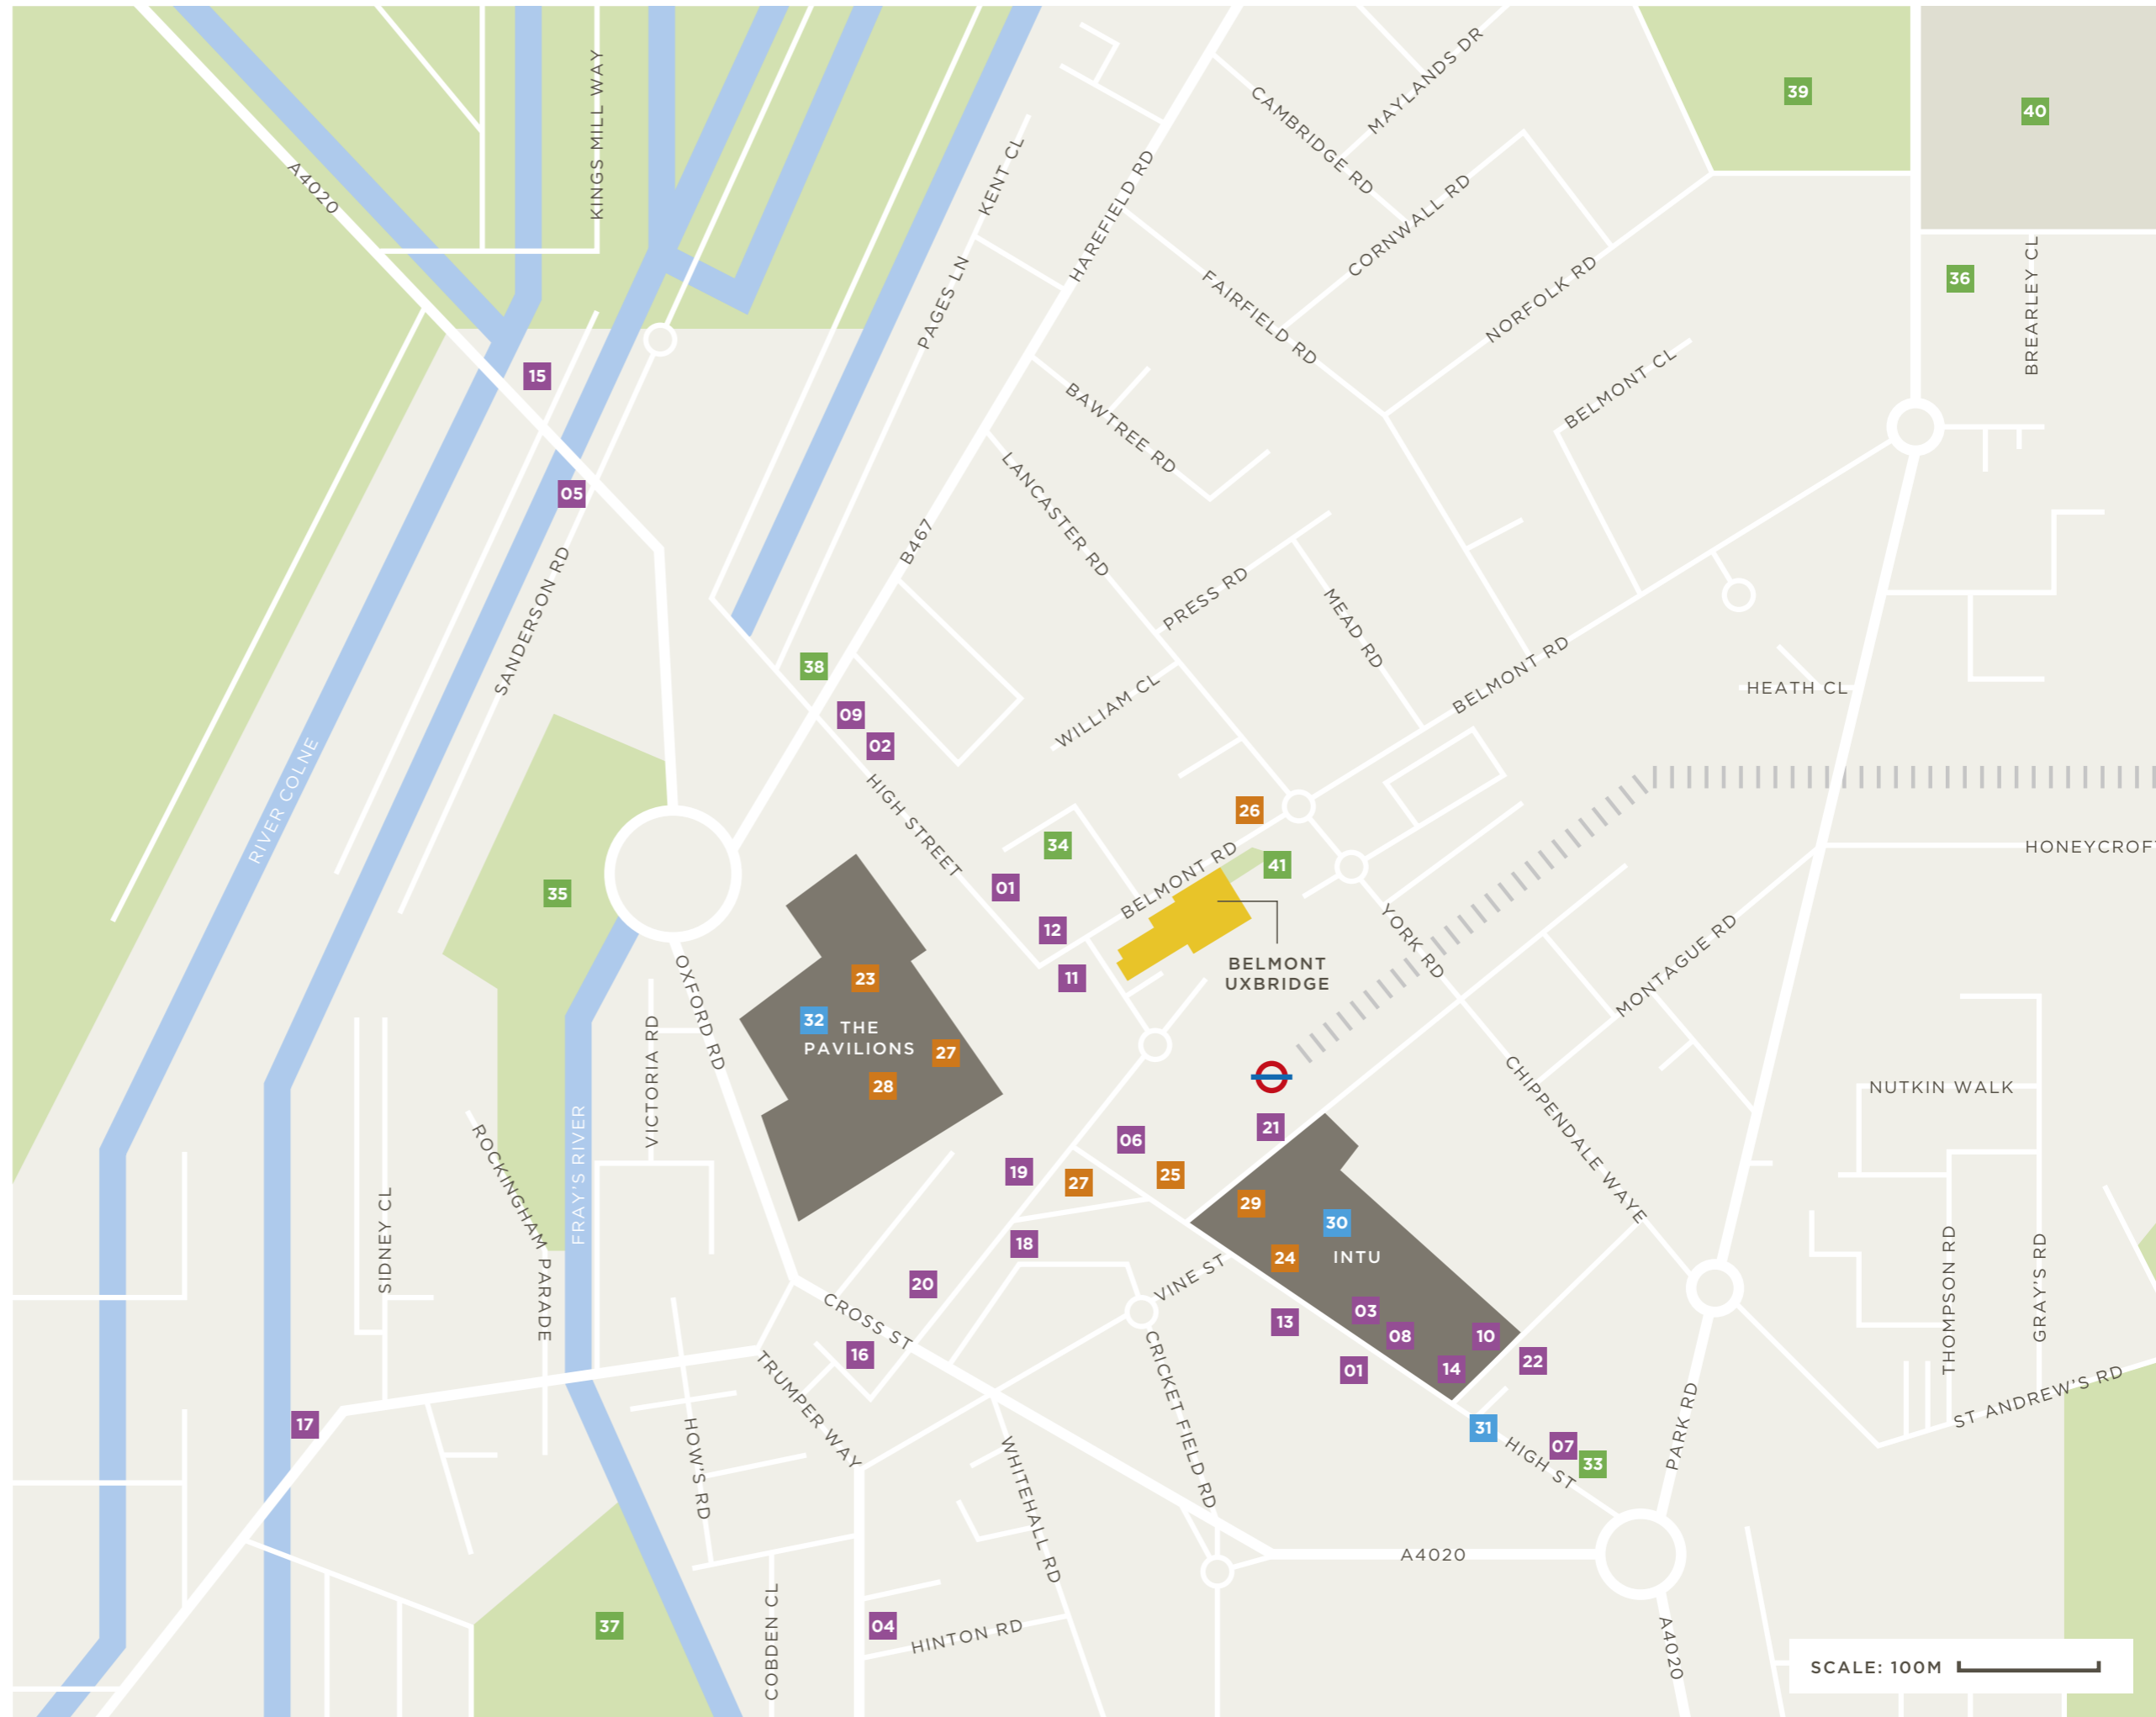 KINGS MILL WAY
MAYLANDS DR
CAMBRIDGE RD
39
40
A4020
KENT CL
HAREFIELD RD
CORNWALL RD
PAGES LN
FAIRFIELD RD
NORFOLK RD
36
BREARLEY CL
15
BAWTREE RD
BELMONT CL
05
B467
LANCASTER RD
SANDERSON RD
PRESS RD
MEAD RD
38
WILLIAM CL
BELMONT RD
HEATH CL
09
02
RIVER COLNE
HIGH STREET
26
34
HONEYCROFT
41
35
01
BELMONT RD
12
YORK RD
MONTAGUE RD
OXFORD RD
23
11
BELMONT
UXBRIDGE
32
THE
PAVILIONS
27
28
VICTORIA RD
NUTKIN WALK
CHIPPENDALE WAYE
21
06
FRAY'S RIVER
ROCKINGHAM PARADE
19
27
25
29
30
SIDNEY CL
18
24
INTU
VINE ST
20
THOMPSON RD
GRAY'S RD
CROSS ST
03
13
08
10
16
01
14
22
CRICKET FIELD RD
TRUMPER WAY
ST ANDREW'S RD
17
31
HOW'S RD
WHITEHALL RD
HIGH ST
07
33
PARK RD
A4020
37
COBDEN CL
04
HINTON RD
A4020
SCALE: 100M